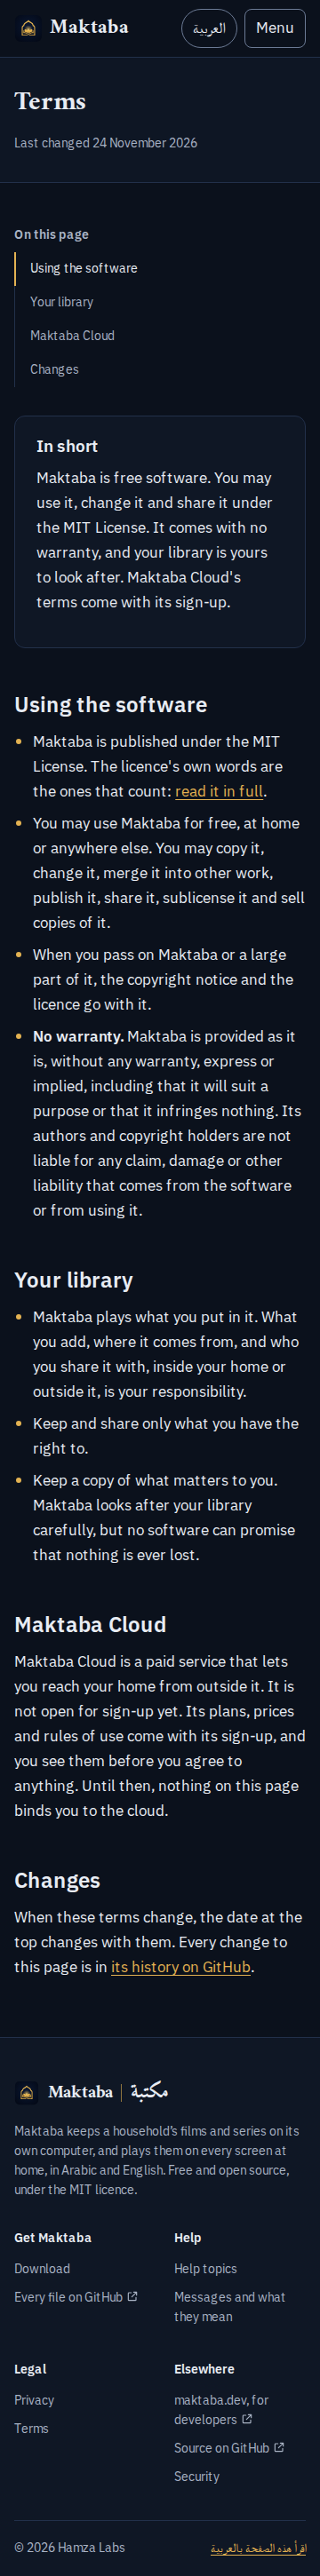 Maktaba
العربية
Menu
Terms
Last changed 24 November 2026
On this page
Using the software
Your library
Maktaba Cloud
Changes
In short
Maktaba is free software. You may
use it, change it and share it under
the MIT License. It comes with no
warranty, and your library is yours
to look after. Maktaba Cloud's
terms come with its sign-up.
Using the software
Maktaba is published under the MIT
License. The licence's own words are
the ones that count: read it in full.
You may use Maktaba for free, at home
or anywhere else. You may copy it,
change it, merge it into other work,
publish it, share it, sublicense it and sell
copies of it.
When you pass on Maktaba or a large
part of it, the copyright notice and the
licence go with it.
No warranty. Maktaba is provided as it
is, without any warranty, express or
implied, including that it will suit a
purpose or that it infringes nothing. Its
authors and copyright holders are not
liable for any claim, damage or other
liability that comes from the software
or from using it.
Your library
Maktaba plays what you put in it. What
you add, where it comes from, and who
you share it with, inside your home or
outside it, is your responsibility.
Keep and share only what you have the
right to.
Keep a copy of what matters to you.
Maktaba looks after your library
carefully, but no software can promise
that nothing is ever lost.
Maktaba Cloud
Maktaba Cloud is a paid service that lets
you reach your home from outside it. It is
not open for sign-up yet. Its plans, prices
and rules of use come with its sign-up, and
you see them before you agree to
anything. Until then, nothing on this page
binds you to the cloud.
Changes
When these terms change, the date at the
top changes with them. Every change to
this page is in its history on GitHub.
Maktaba | مكتبة
Maktaba keeps a household's films and series on its
own computer, and plays them on every screen at
home, in Arabic and English. Free and open source,
under the MIT licence.
Get Maktaba
Download
Every file on GitHub
Help
Help topics
Messages and what
they mean
Legal
Privacy
Terms
Elsewhere
maktaba.dev, for
developers
Source on GitHub
Security
© 2026 Hamza Labs
اقرأ هذه الصفحة بالعربية